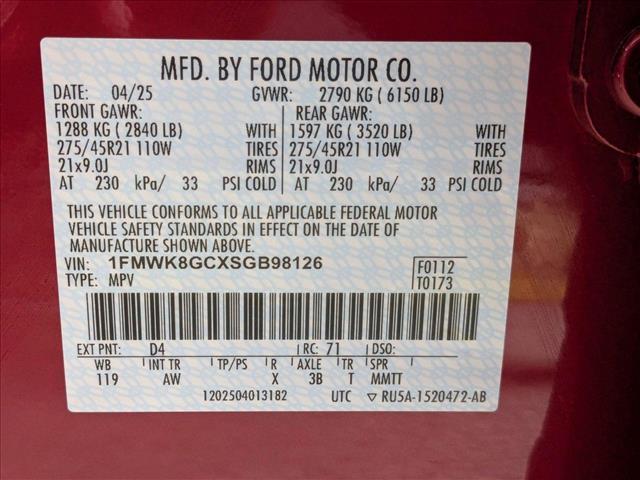 MFD. BY FORD MOTOR CO.
DATE: 04/25 GVWR: 2790 KG ( 6150 LB)
FRONT GAWR: REAR GAWR:
1288 KG ( 2840 LB) WITH 1597 KG ( 3520 LB) WITH
275/45R21 110W TIRES 275/45R21 110W TIRES
21x9.0J RIMS 21x9.0J RIMS
AT 230 kPa/ 33 PSI COLD AT 230 kPa/ 33 PSI COLD
THIS VEHICLE CONFORMS TO ALL APPLICABLE FEDERAL MOTOR
VEHICLE SAFETY STANDARDS IN EFFECT ON THE DATE OF
MANUFACTURE SHOWN ABOVE.
VIN: 1FMWK8GCXSGB98126 F0112
TYPE: MPV T0173
EXT PNT: D4 RC: 71 DSO:
WB INT TR TP/PS R AXLE TR SPR
119 AW X 3B T MMTT
1202504013182 UTC ▽ RU5A-1520472-AB